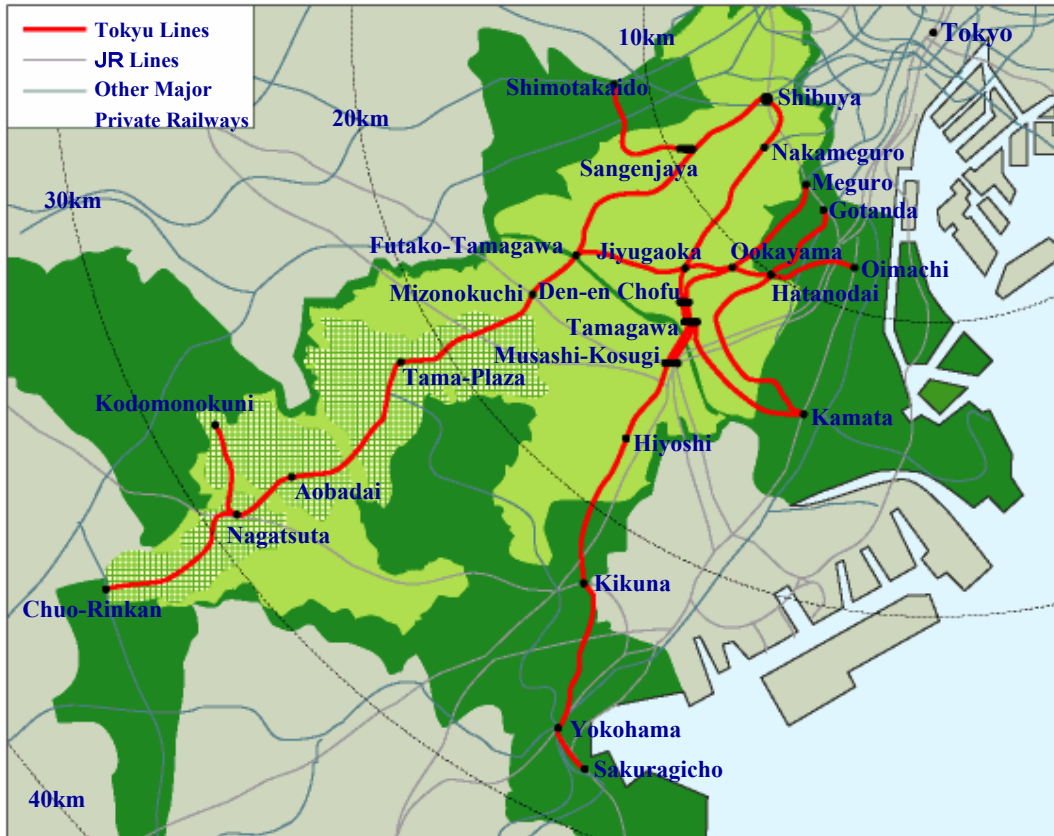 Tokyu Lines
JR Lines
Other Major
Private Railways
10km
Tokyo
Shimotakaido
Shibuya
20km
Sangenjaya
Nakameguro
Meguro
30km
Gotanda
Futako-Tamagawa
Jiyugaoka
Ookayama
Oimachi
Mizonokuchi
Den-en Chofu
Hatanodai
Tamagawa
Musashi-Kosugi
Tama-Plaza
Kodomonokuni
Kamata
Hiyoshi
Aobadai
Nagatsuta
Kikuna
Chuo-Rinkan
Yokohama
Sakuragicho
40km